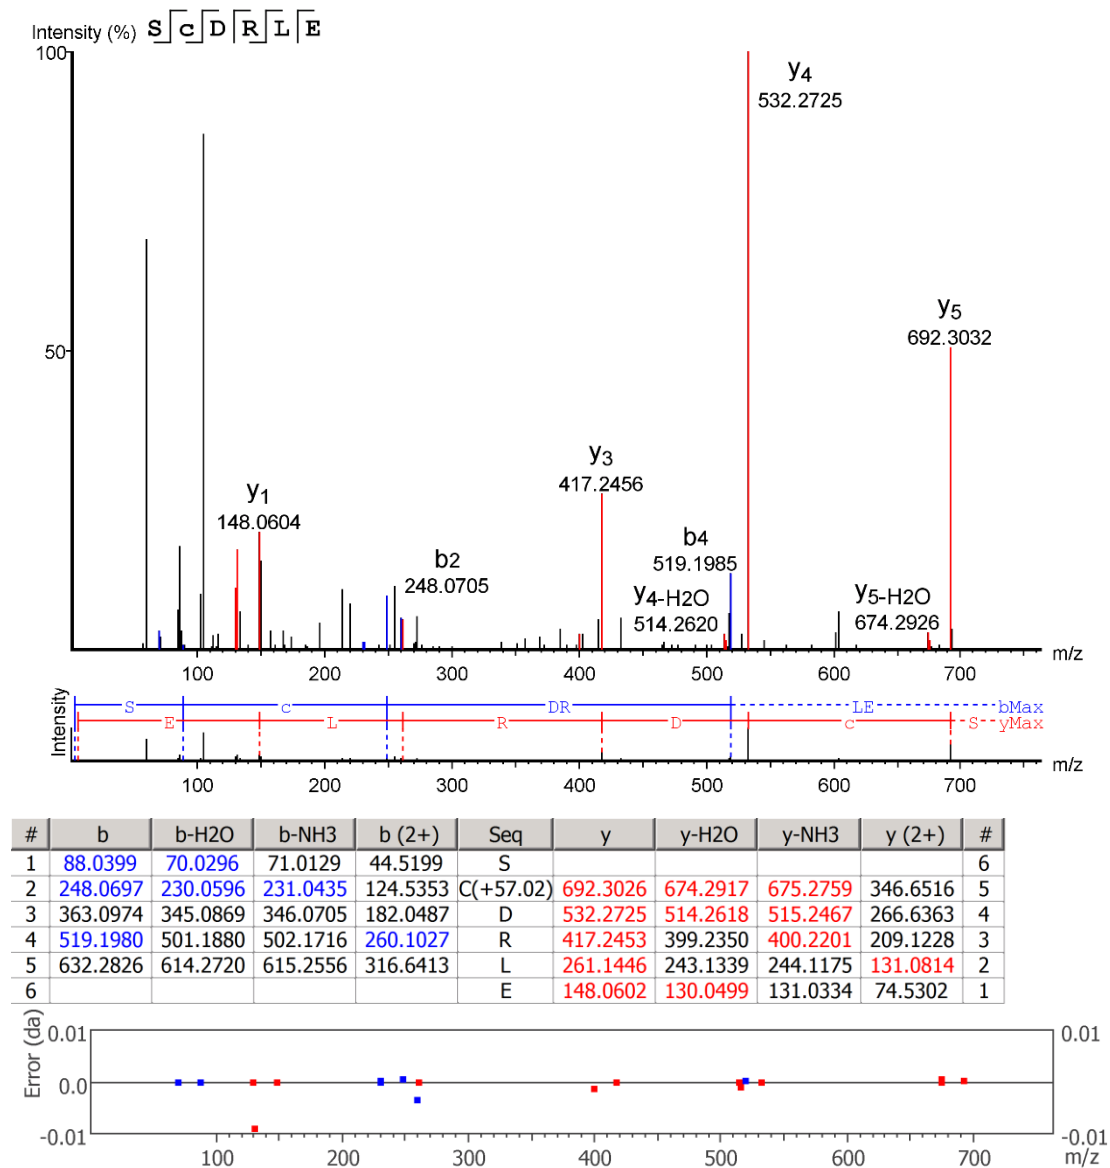 Intensity (%) S c D R L E
100
y4
532.2725
y5
692.3032
50
y3
417.2456
y1
148.0604
b4
519.1985
b2
248.0705
y4-H2O
514.2620
y5-H2O
674.2926
100 200 300 400 500 600 700 m/z
Intensity
S c DR LE bMax
E L R D c S yMax
100 200 300 400 500 600 700 m/z
# b b-H2O b-NH3 b (2+) Seq y y-H2O y-NH3 y (2+) #
1 88.0399 70.0296 71.0129 44.5199 S 6
2 248.0697 230.0596 231.0435 124.5353 C(+57.02) 692.3026 674.2917 675.2759 346.6516 5
3 363.0974 345.0869 346.0705 182.0487 D 532.2725 514.2618 515.2467 266.6363 4
4 519.1980 501.1880 502.1716 260.1027 R 417.2453 399.2350 400.2201 209.1228 3
5 632.2826 614.2720 615.2556 316.6413 L 261.1446 243.1339 244.1175 131.0814 2
6 E 148.0602 130.0499 131.0334 74.5302 1
Error (da)
0.01 0.01
0.0
-0.01 -0.01
100 200 300 400 500 600 700 m/z